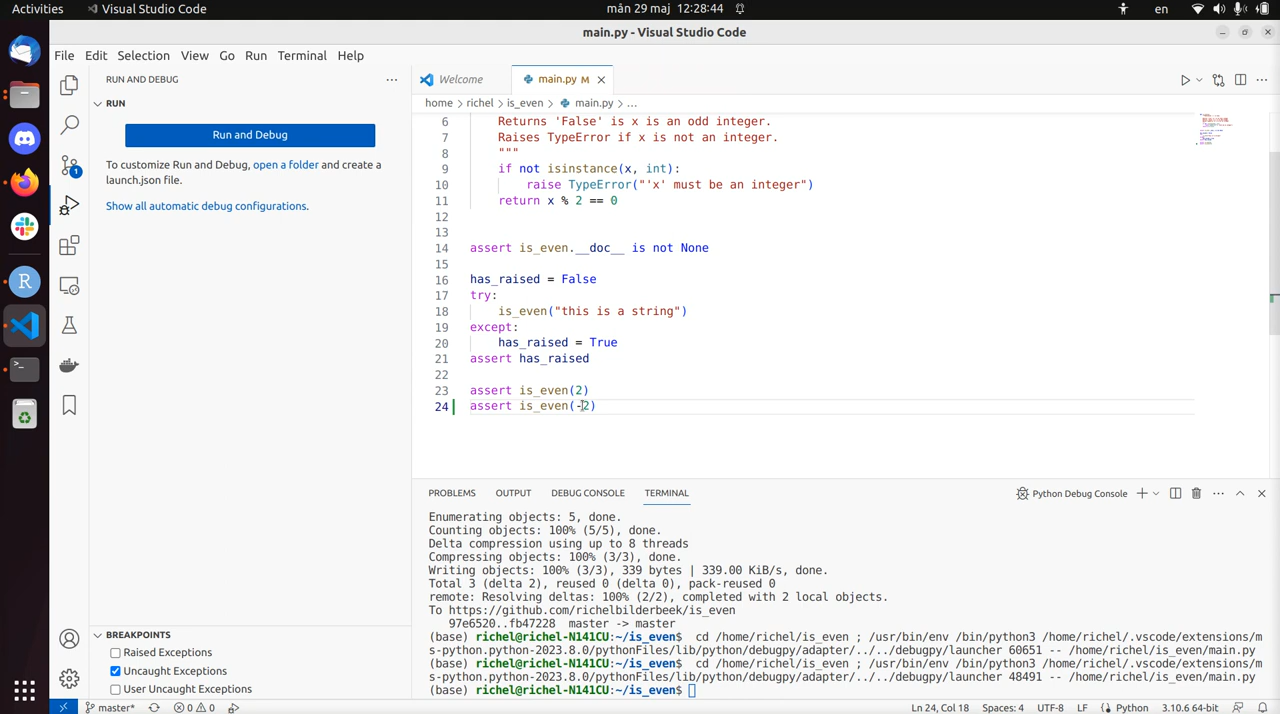 Activities
Visual Studio Code
mån 29 maj 12:28:44
en
main.py - Visual Studio Code
File Edit Selection View Go Run Terminal Help
RUN AND DEBUG
RUN
Run and Debug
To customize Run and Debug, open a folder and create a
launch.json file.
Show all automatic debug configurations.
Welcome
main.py M
home > richel > is_even > main.py > ...
6 Returns 'False' is x is an odd integer.
7 Raises TypeError if x is not an integer.
8 """
9 if not isinstance(x, int):
10 raise TypeError("'x' must be an integer")
11 return x % 2 == 0
12
13
14 assert is_even.__doc__ is not None
15
16 has_raised = False
17 try:
18 is_even("this is a string")
19 except:
20 has_raised = True
21 assert has_raised
22
23 assert is_even(2)
24 assert is_even(-2)
PROBLEMS OUTPUT DEBUG CONSOLE TERMINAL
Python Debug Console
Enumerating objects: 5, done.
Counting objects: 100% (5/5), done.
Delta compression using up to 8 threads
Compressing objects: 100% (3/3), done.
Writing objects: 100% (3/3), 339 bytes | 339.00 KiB/s, done.
Total 3 (delta 2), reused 0 (delta 0), pack-reused 0
remote: Resolving deltas: 100% (2/2), completed with 2 local objects.
To https://github.com/richelbilderbeek/is_even
97e6520..fb47228 master -> master
(base) richel@richel-N141CU:~/is_even$ cd /home/richel/is_even ; /usr/bin/env /bin/python3 /home/richel/.vscode/extensions/m
s-python.python-2023.8.0/pythonFiles/lib/python/debugpy/adapter/../../debugpy/launcher 60651 -- /home/richel/is_even/main.py
(base) richel@richel-N141CU:~/is_even$ cd /home/richel/is_even ; /usr/bin/env /bin/python3 /home/richel/.vscode/extensions/m
s-python.python-2023.8.0/pythonFiles/lib/python/debugpy/adapter/../../debugpy/launcher 48491 -- /home/richel/is_even/main.py
(base) richel@richel-N141CU:~/is_even$
BREAKPOINTS
Raised Exceptions
Uncaught Exceptions
User Uncaught Exceptions
1
R
master* 0 0
Ln 24, Col 18 Spaces: 4 UTF-8 LF Python 3.10.6 64-bit